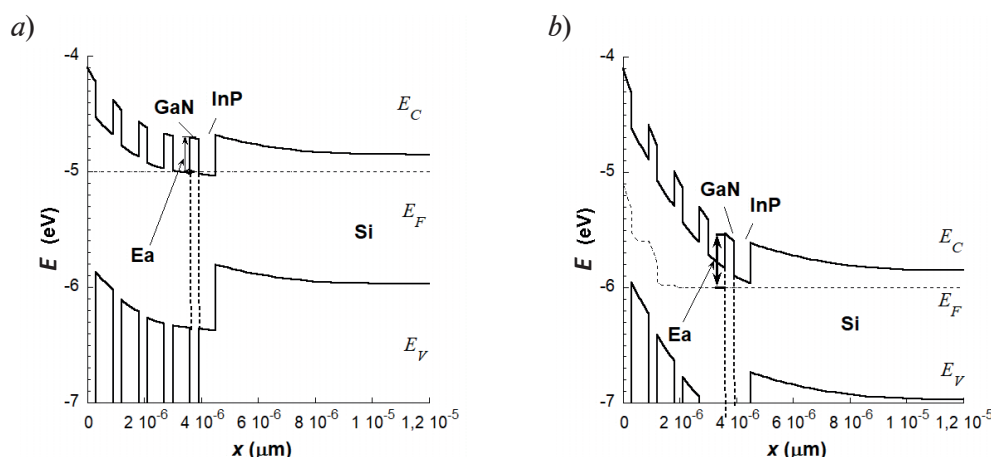 a)
-4
-5
-6
-7
E (eV)
GaN
InP
E_C
E_F
Si
Ea
E_V
0 2 10⁻⁶ 4 10⁻⁶ 6 10⁻⁶ 8 10⁻⁶ 1 10⁻⁵ 1,2 10⁻⁵
x (μm)
b)
-4
-5
-6
-7
E (eV)
GaN
InP
E_C
E_F
Si
Ea
E_V
0 2 10⁻⁶ 4 10⁻⁶ 6 10⁻⁶ 8 10⁻⁶ 1 10⁻⁵ 1,2 10⁻⁵
x (μm)